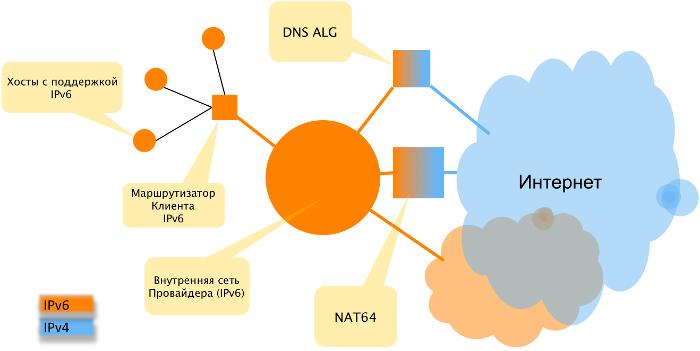 DNS ALG
Хосты с поддержкой
IPv6
Маршрутизатор
Клиента
IPv6
Интернет
Внутренняя сеть
Провайдера (IPv6)
NAT64
IPv6
IPv4